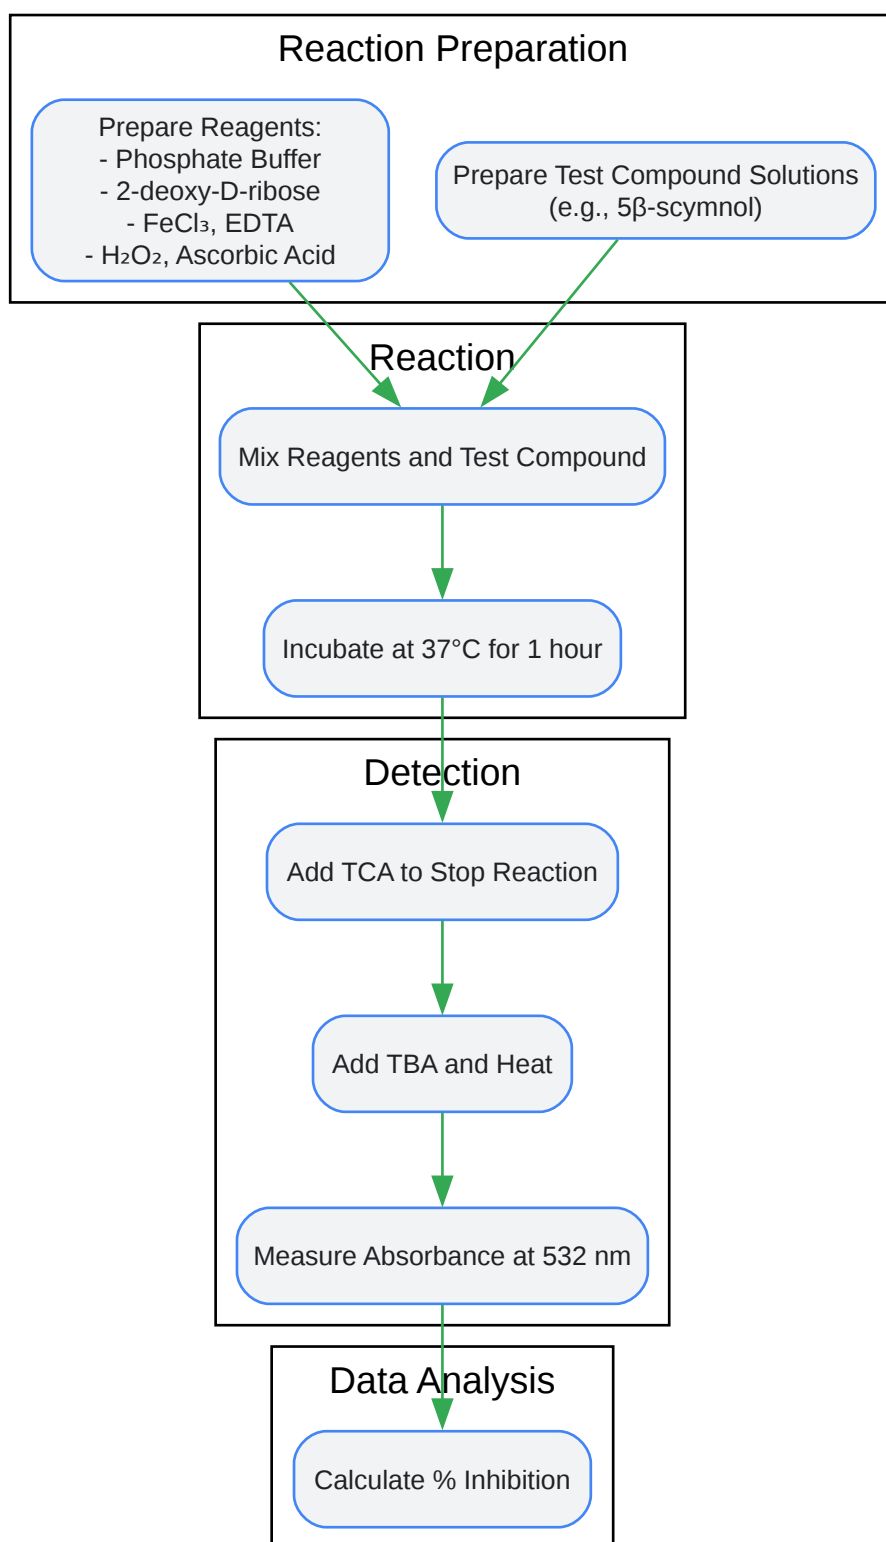 Reaction Preparation
Prepare Reagents:
- Phosphate Buffer
- 2-deoxy-D-ribose
- FeCl₃, EDTA
- H₂O₂, Ascorbic Acid
Prepare Test Compound Solutions
(e.g., 5β-scymnol)
Reaction
Mix Reagents and Test Compound
Incubate at 37°C for 1 hour
Detection
Add TCA to Stop Reaction
Add TBA and Heat
Measure Absorbance at 532 nm
Data Analysis
Calculate % Inhibition